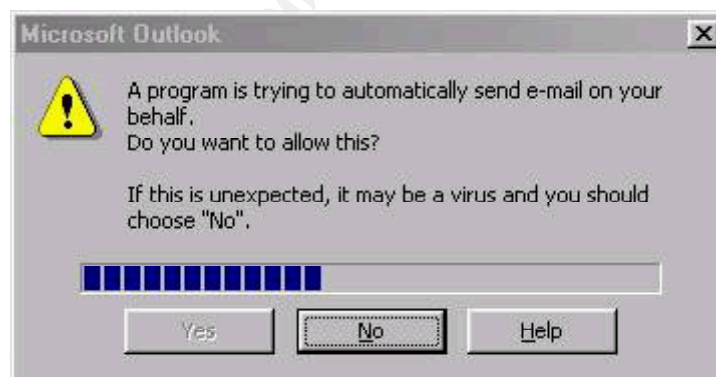 Microsoft Outlook
A program is trying to automatically send e-mail on your
behalf.
Do you want to allow this?
If this is unexpected, it may be a virus and you should
choose "No".
Yes
No
Help